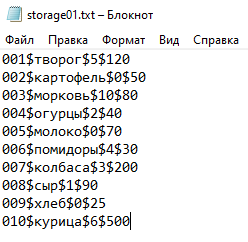 storage01.txt – Блокнот
Файл Правка Формат Вид Справка
001$творог$5$120
002$картофель$0$50
003$морковь$10$80
004$огурцы$2$40
005$молоко$0$70
006$помидоры$4$30
007$колбаса$3$200
008$сыр$1$90
009$хлеб$0$25
010$курица$6$500